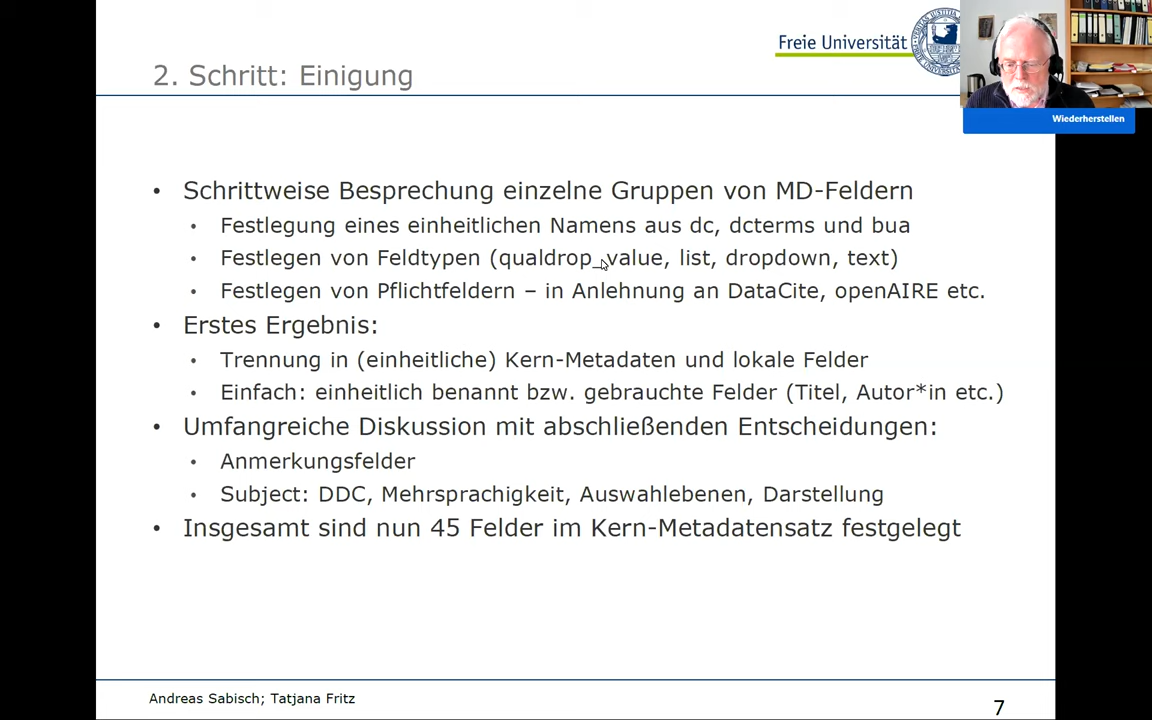 Freie Universität
2. Schritt: Einigung
Wiederherstellen
• Schrittweise Besprechung einzelne Gruppen von MD-Feldern
• Festlegung eines einheitlichen Namens aus dc, dcterms und bua
• Festlegen von Feldtypen (qualdrop_value, list, dropdown, text)
• Festlegen von Pflichtfeldern – in Anlehnung an DataCite, openAIRE etc.
• Erstes Ergebnis:
• Trennung in (einheitliche) Kern-Metadaten und lokale Felder
• Einfach: einheitlich benannt bzw. gebrauchte Felder (Titel, Autor*in etc.)
• Umfangreiche Diskussion mit abschließenden Entscheidungen:
• Anmerkungsfelder
• Subject: DDC, Mehrsprachigkeit, Auswahlebenen, Darstellung
• Insgesamt sind nun 45 Felder im Kern-Metadatensatz festgelegt
Andreas Sabisch; Tatjana Fritz
7